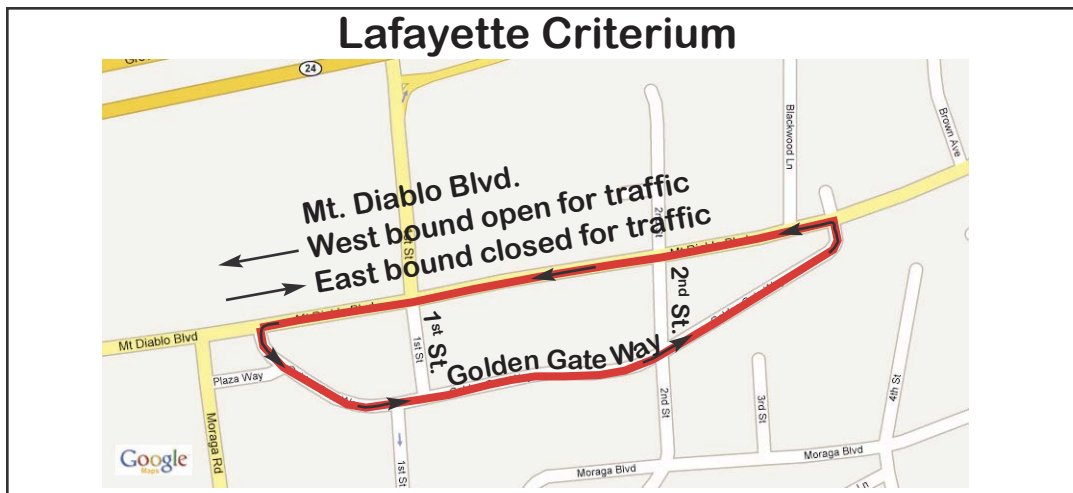 Lafayette Criterium
24
Blackwood Ln
Brown Ave
Mt. Diablo Blvd.
West bound open for traffic
East bound closed for traffic
Mt Diablo Blvd
Plaza Way
Moraga Rd
1st St.
1st St
Golden Gate Way
2nd St.
2nd St
3rd St
4th St
1st St
Moraga Blvd
Google
Maps